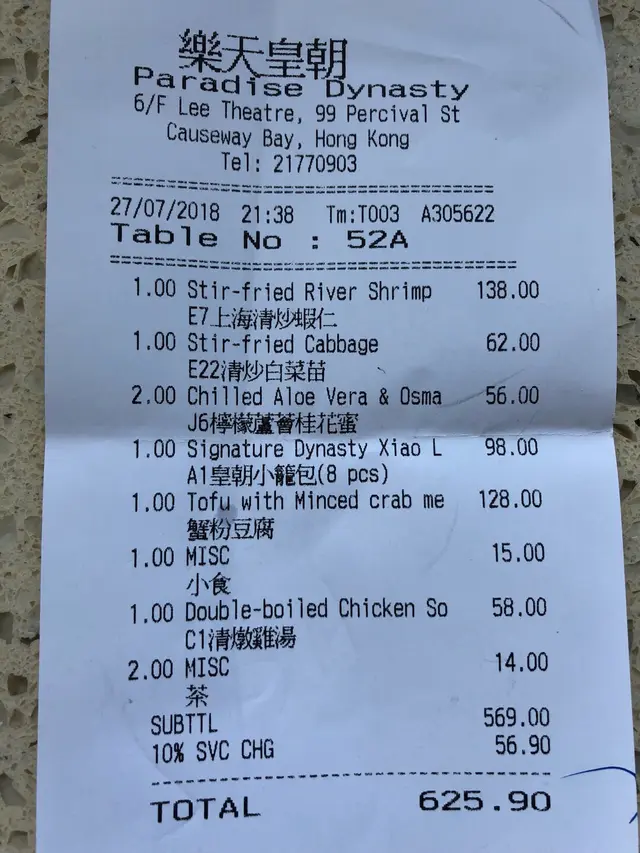 樂天皇朝
Paradise Dynasty
6/F Lee Theatre, 99 Percival St
Causeway Bay, Hong Kong
Tel: 21770903
27/07/2018 21:38 Tm:T003 A305622
Table No : 52A
1.00 Stir-fried River Shrimp 138.00
E7上海清炒蝦仁
1.00 Stir-fried Cabbage 62.00
E22清炒白菜苗
2.00 Chilled Aloe Vera & Osma 56.00
J6檸檬蘆薈桂花蜜
1.00 Signature Dynasty Xiao L 98.00
A1皇朝小籠包(8 pcs)
1.00 Tofu with Minced crab me 128.00
蟹粉豆腐
1.00 MISC 15.00
小食
1.00 Double-boiled Chicken So 58.00
C1清燉雞湯
2.00 MISC 14.00
茶
SUBTTL 569.00
10% SVC CHG 56.90
TOTAL 625.90